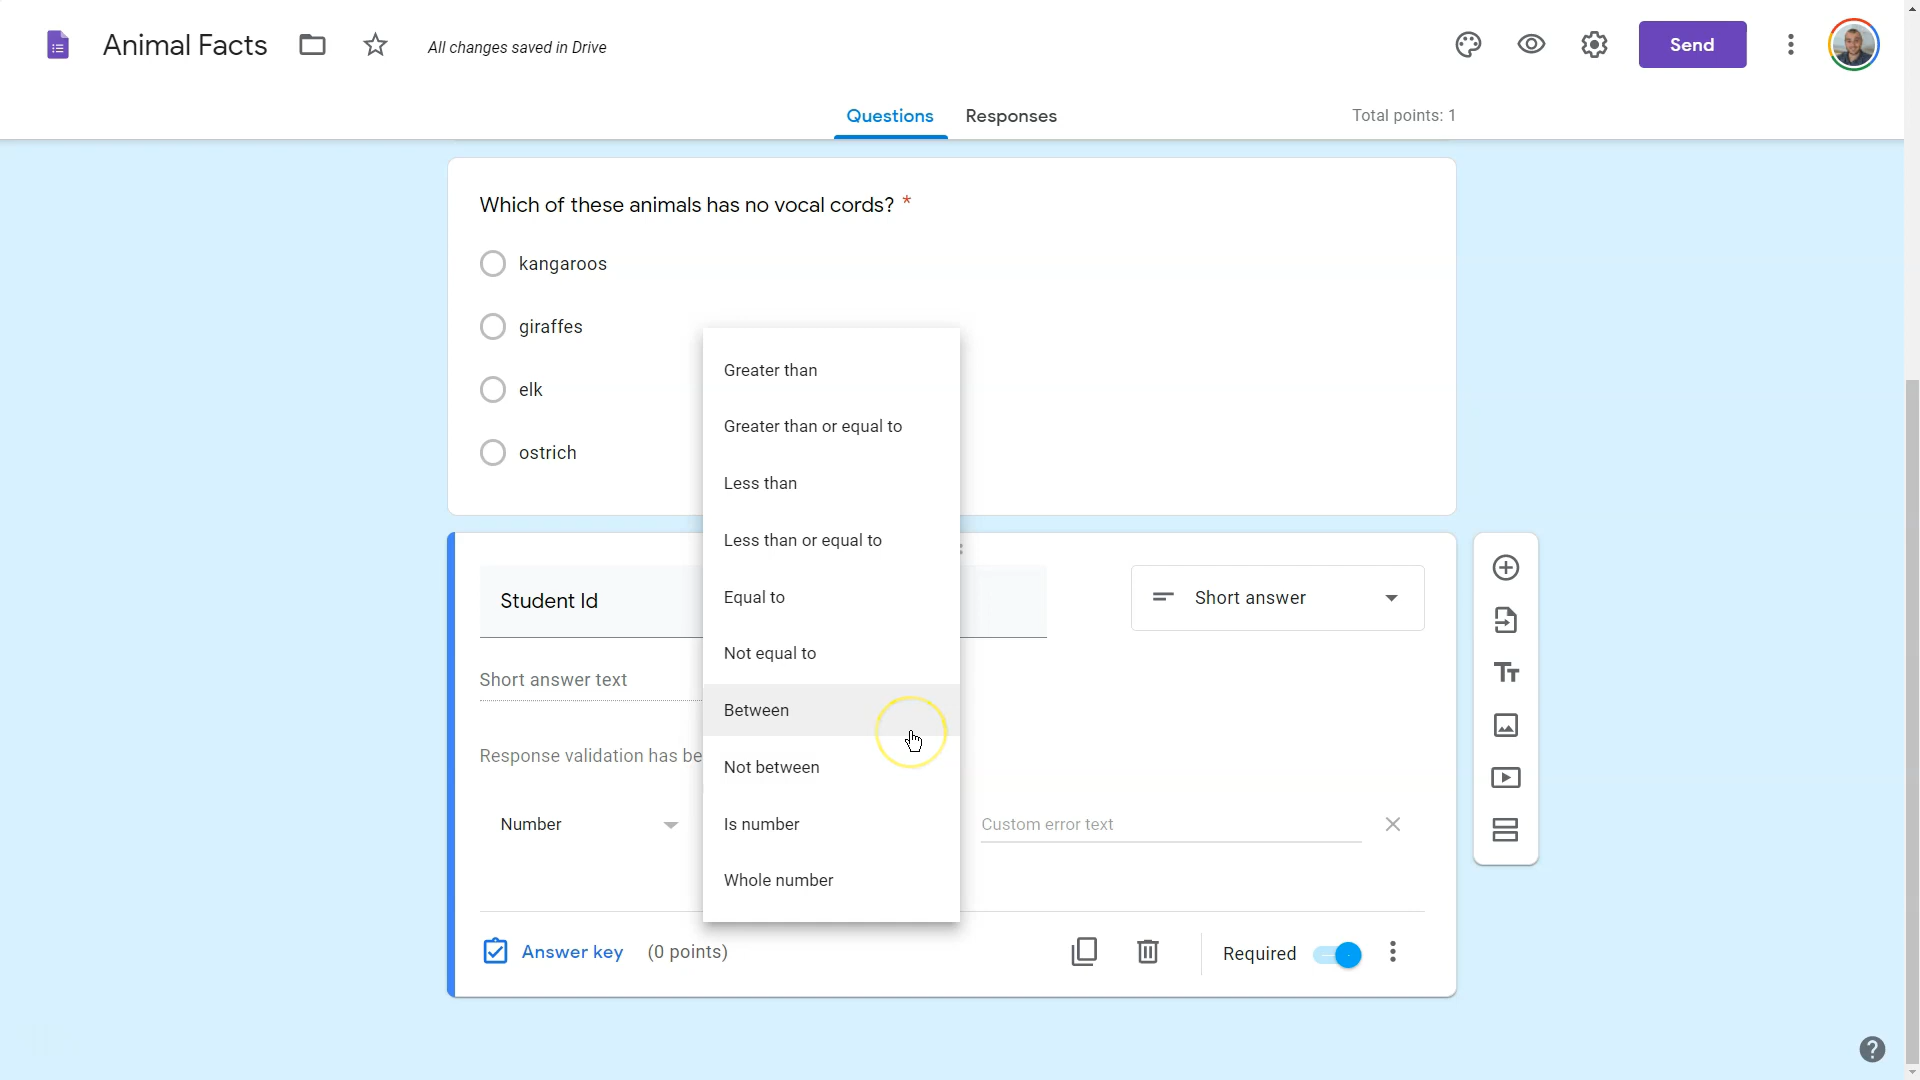 Animal Facts
All changes saved in Drive
Send
Questions
Responses
Total points: 1
Which of these animals has no vocal cords? *
kangaroos
giraffes
elk
ostrich
Greater than
Greater than or equal to
Less than
Less than or equal to
Equal to
Not equal to
Between
Not between
Is number
Whole number
Student Id
Short answer
Short answer text
Response validation has be
Number
Custom error text
Answer key
(0 points)
Required